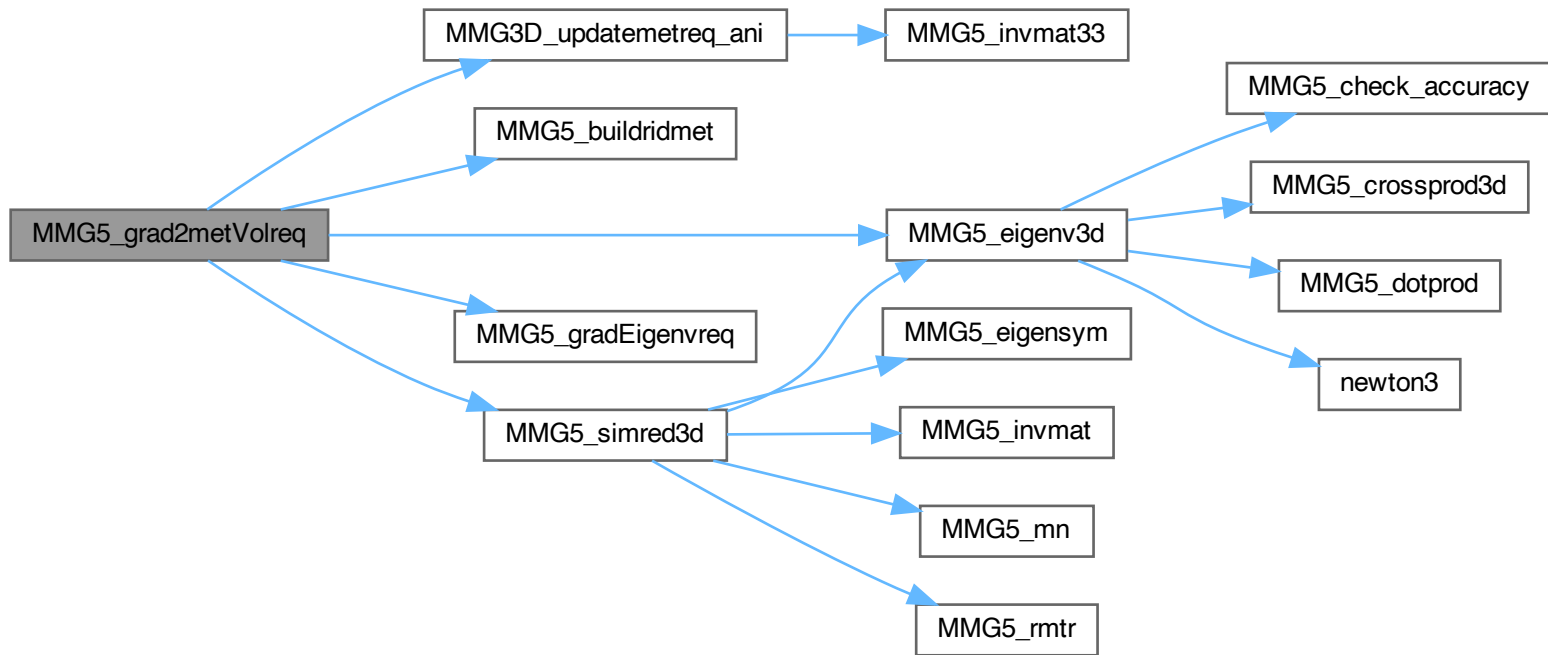 MMG5_grad2metVolreq
MMG3D_updatemetreq_ani
MMG5_buildridmet
MMG5_gradEigenvreq
MMG5_simred3d
MMG5_invmat33
MMG5_eigenv3d
MMG5_eigensym
MMG5_invmat
MMG5_mn
MMG5_rmtr
MMG5_check_accuracy
MMG5_crossprod3d
MMG5_dotprod
newton3